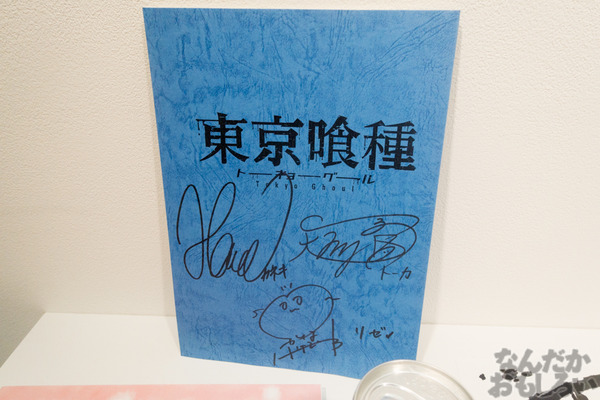 東京喰種
トーキョーグール
Tokyo Ghoul
カネキ
トーカ
リゼ
なんだか
おもしろい